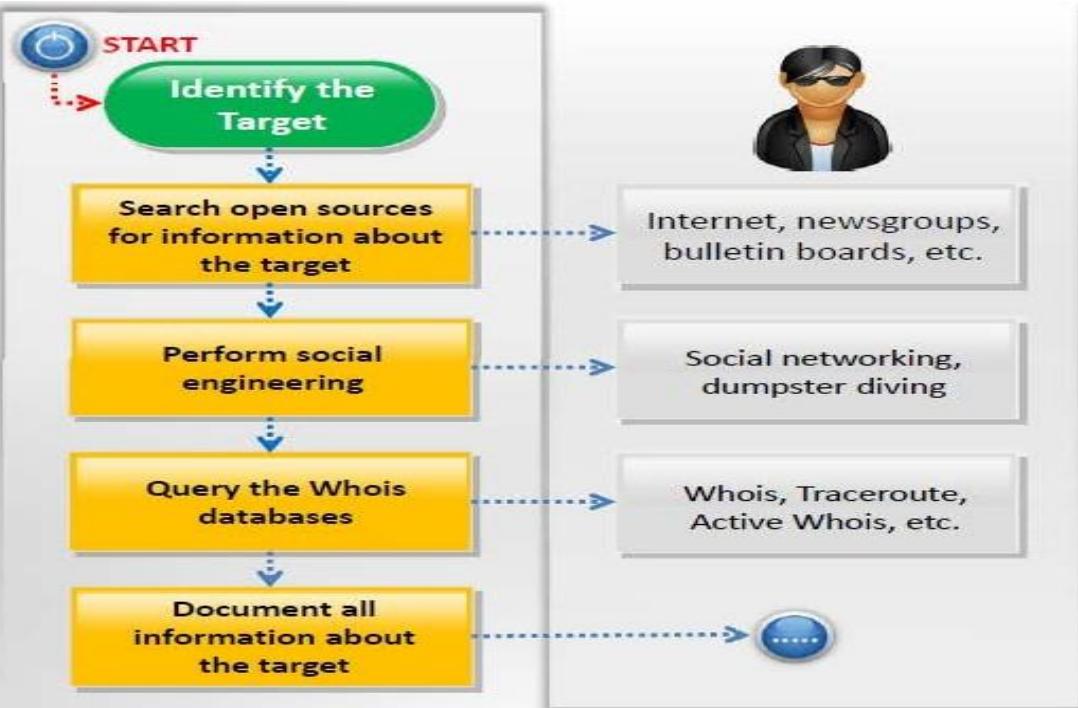 START
Identify the
Target
Search open sources
for information about
the target
Internet, newsgroups,
bulletin boards, etc.
Perform social
engineering
Social networking,
dumpster diving
Query the Whois
databases
Whois, Traceroute,
Active Whois, etc.
Document all
information about
the target